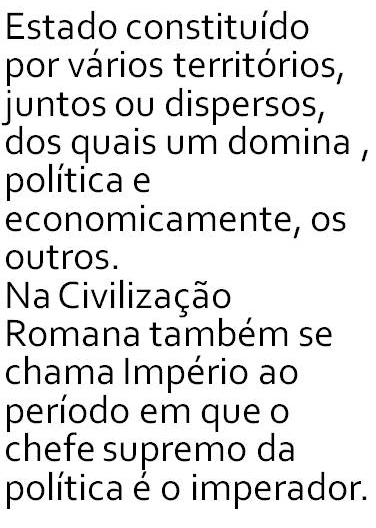 Estado constituído
por vários territórios,
juntos ou dispersos,
dos quais um domina ,
política e
economicamente, os
outros.
Na Civilização
Romana também se
chama Império ao
período em que o
chefe supremo da
política é o imperador.